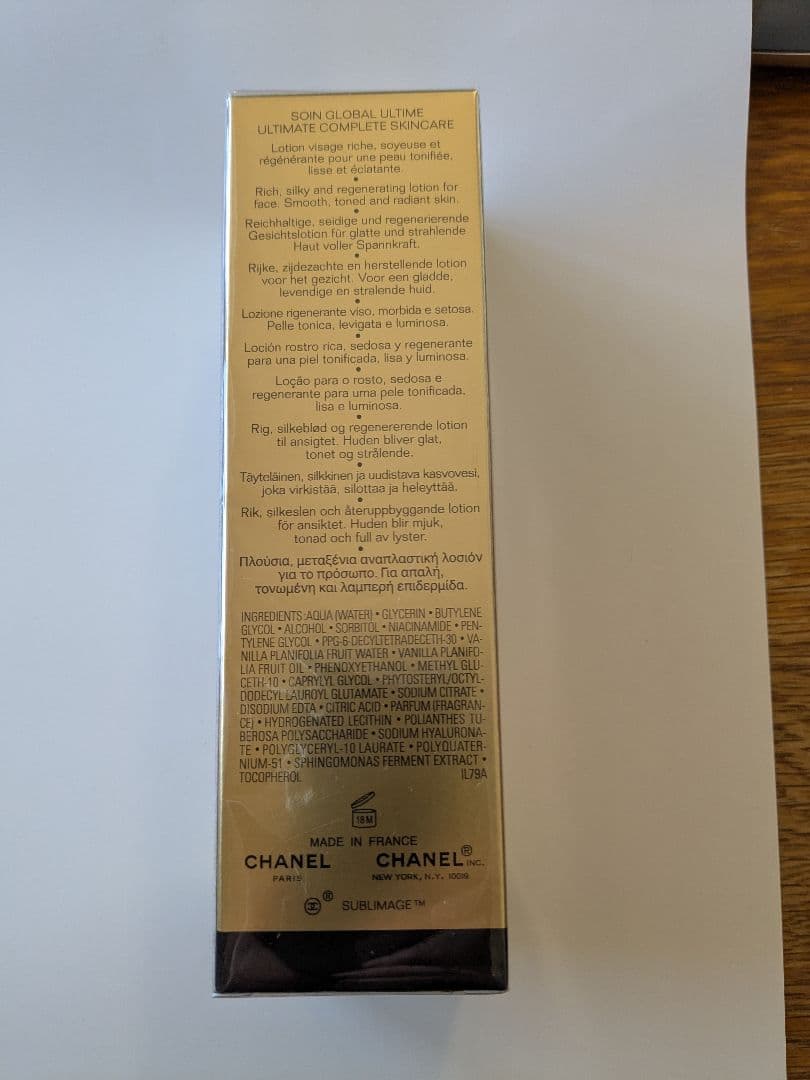 SOIN GLOBAL ULTIME
ULTIMATE COMPLETE SKINCARE
Lotion visage riche, soyeuse et
régénérante pour une peau tonifiée,
lisse et éclatante.
•
Rich, silky and regenerating lotion for
face. Smooth, toned and radiant skin.
•
Reichhaltige, seidige und regenerierende
Gesichtslotion für glatte und strahlende
Haut voller Spannkraft.
•
Rijke, zijdezachte en herstellende lotion
voor het gezicht. Voor een gladde,
levendige en stralende huid.
•
Lozione rigenerante viso, morbida e setosa.
Pelle tonica, levigata e luminosa.
•
Loción rostro rica, sedosa y regenerante
para una piel tonificada, lisa y luminosa.
•
Loção para o rosto, sedosa e
regenerante para uma pele tonificada,
lisa e luminosa.
•
Rig, silkeblød og regenererende lotion
til ansigtet. Huden bliver glat,
tonet og strålende.
•
Täyteläinen, silkkinen ja uudistava kasvovesi,
joka virkistää, silottaa ja heleyttää.
•
Rik, silkeslen och återuppbyggande lotion
för ansiktet. Huden blir mjuk,
tonad och full av lyster.
•
Πλούσια, μεταξένια αναπλαστική λοσιόν
για το πρόσωπο. Για απαλή,
τονωμένη και λαμπερή επιδερμίδα.
INGREDIENTS:AQUA (WATER) • GLYCERIN • BUTYLENE
GLYCOL • ALCOHOL • SORBITOL • NIACINAMIDE • PEN-
TYLENE GLYCOL • PPG-6-DECYLTETRADECETH-30 • VA-
NILLA PLANIFOLIA FRUIT WATER • VANILLA PLANIFO-
LIA FRUIT OIL • PHENOXYETHANOL • METHYL GLU-
CETH-10 • CAPRYLYL GLYCOL • PHYTOSTERYL/OCTYL-
DODECYL LAUROYL GLUTAMATE • SODIUM CITRATE •
DISODIUM EDTA • CITRIC ACID • PARFUM (FRAGRAN-
CE) • HYDROGENATED LECITHIN • POLIANTHES TU-
BEROSA POLYSACCHARIDE • SODIUM HYALURONA-
TE • POLYGLYCERYL-10 LAURATE • POLYQUATER-
NIUM-51 • SPHINGOMONAS FERMENT EXTRACT •
TOCOPHEROL IL79A
18M
MADE IN FRANCE
CHANEL CHANEL® INC.
PARIS NEW YORK, N.Y. 10019
® SUBLIMAGE™